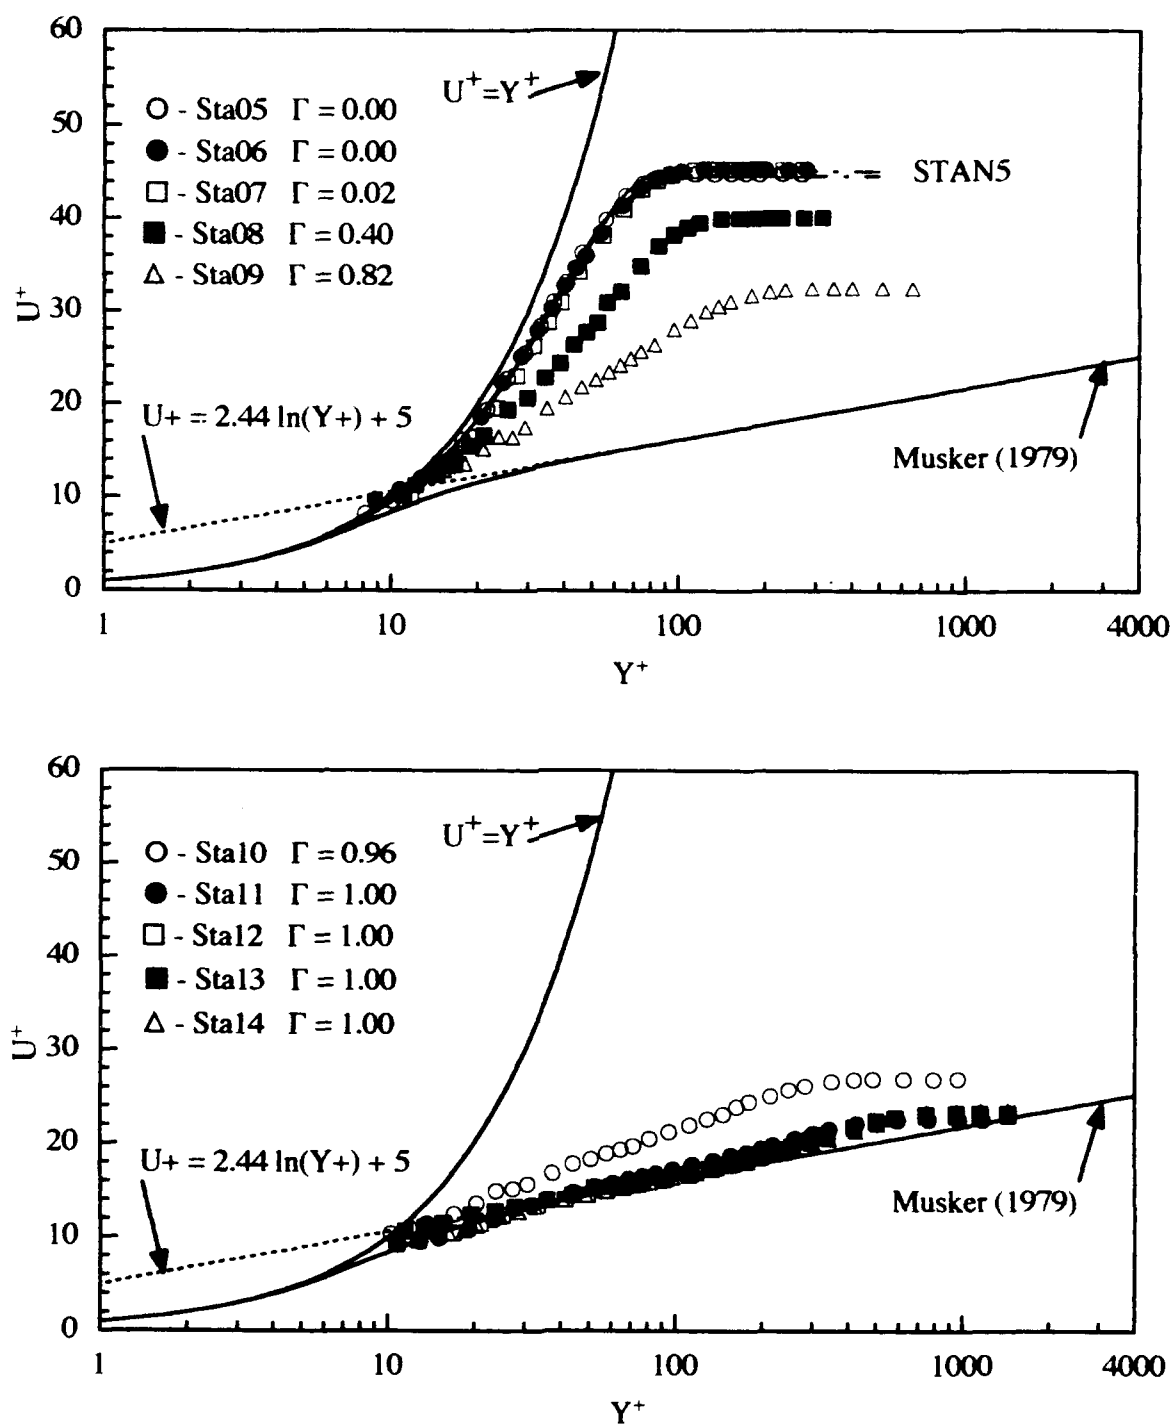 60
50
40
30
20
10
0
U+
U+=Y+
○ - Sta05 Γ = 0.00
● - Sta06 Γ = 0.00
□ - Sta07 Γ = 0.02
■ - Sta08 Γ = 0.40
△ - Sta09 Γ = 0.82
STAN5
U+ = 2.44 ln(Y+) + 5
Musker (1979)
1 10 100 1000 4000
Y+
60
50
40
30
20
10
0
U+
U+=Y+
○ - Sta10 Γ = 0.96
● - Sta11 Γ = 1.00
□ - Sta12 Γ = 1.00
■ - Sta13 Γ = 1.00
△ - Sta14 Γ = 1.00
U+ = 2.44 ln(Y+) + 5
Musker (1979)
1 10 100 1000 4000
Y+